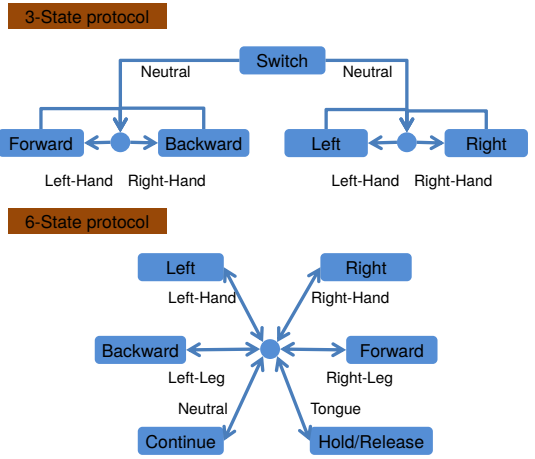 3-State protocol
Switch
Neutral Neutral
Forward Backward Left Right
Left-Hand Right-Hand Left-Hand Right-Hand
6-State protocol
Left Right
Left-Hand Right-Hand
Backward Forward
Left-Leg Right-Leg
Neutral Tongue
Continue Hold/Release